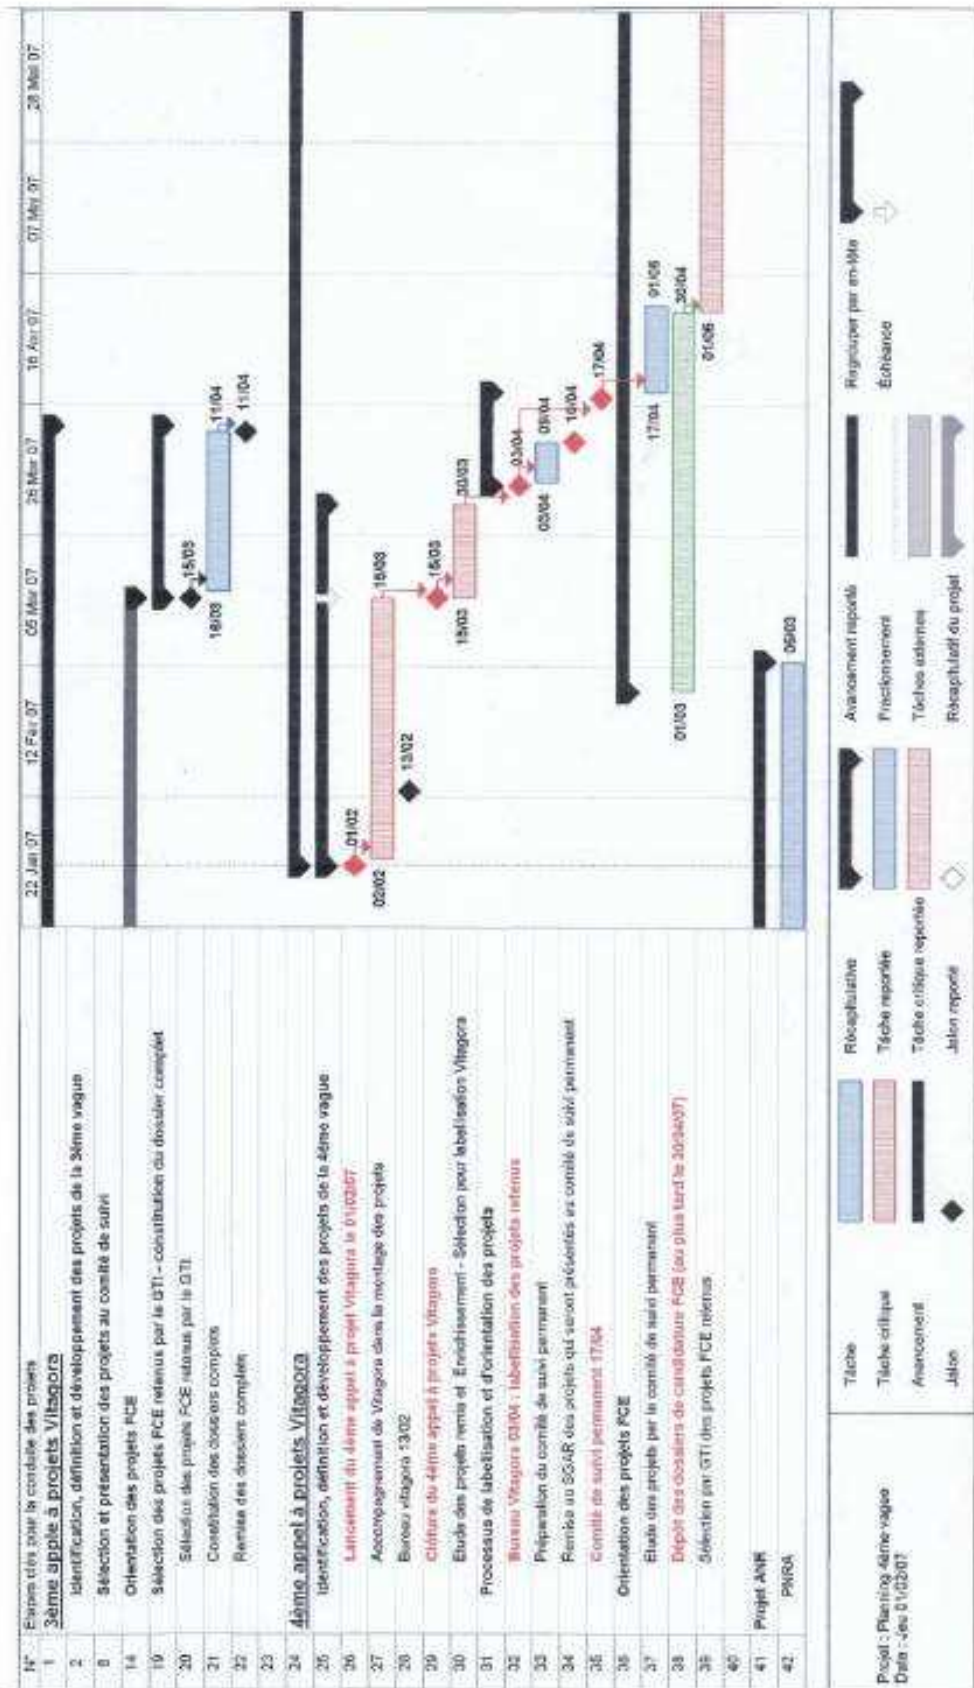 N° Étapes clés pour la conduite des projets
22 Jan 07 12 Fév 07 05 Mar 07 26 Mar 07 16 Avr 07 07 Mai 07 28 Mai 07
1 3ème apple à projets Vitagora
2 Identification, définition et développement des projets de la 3ème vague
8 Sélection et présentation des projets au comité de suivi
14 Orientation des projets FCE
19 Sélection des projets FCE retenus par le GTI - constitution du dossier complet
20 Sélection des projets FCE retenus par le GTI 15/03
21 Constitution des dossiers complets 16/03 11/04
22 Remise des dossiers complets 11/04
23
24 4ème appel à projets Vitagora
25 Identification, définition et développement des projets de la 4ème vague
26 Lancement du 4ème appel à projet Vitagora le 01/02/07 01/02
27 Accompagnement de Vitagora dans le montage des projets 02/02 15/03
28 Bureau vitagora 13/02 13/02
29 Clôture du 4ème appel à projets Vitagora 15/03
30 Etude des projets remis et Enrichissement - Sélection pour labellisation Vitagora 15/03 30/03
31 Processus de labellisation et d'orientation des projets
32 Bureau Vitagora 03/04 : labellisation des projets retenus 03/04
33 Préparation du comité de suivi permanent 03/04 09/04
34 Remise au SGAR des projets qui seront présentés au comité de suivi permanent 10/04
35 Comité de suivi permanent 17/04 17/04
36 Orientation des projets FCE
37 Etude des projets par le comité de suivi permanent 17/04 01/05
38 Dépôt des dossiers de candidature FCE (au plus tard le 30/04/07) 01/03 30/04
39 Sélection par GTI des projets FCE retenus 01/05
40
41 Projet ANR
42 PNRA 05/03
Projet : Planning 4ème vague
Date : Jeu 01/02/07
Tâche
Tâche critique
Avancement
Jalon
Récapitulative
Tâche reportée
Tâche critique reportée
Jalon reporté
Avancement reporté
Fractionnement
Tâches externes
Récapitulatif du projet
Regrouper par en-tête
Échéance